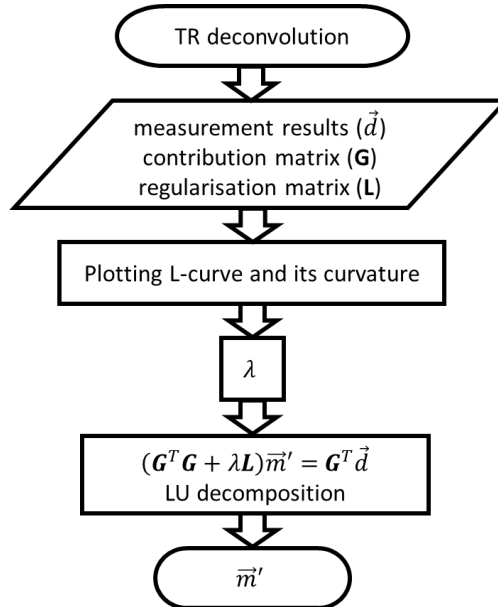 TR deconvolution
measurement results (d⃗)
contribution matrix (G)
regularisation matrix (L)
Plotting L-curve and its curvature
λ
(GᵀG + λL)m⃗′ = Gᵀd⃗
LU decomposition
m⃗′